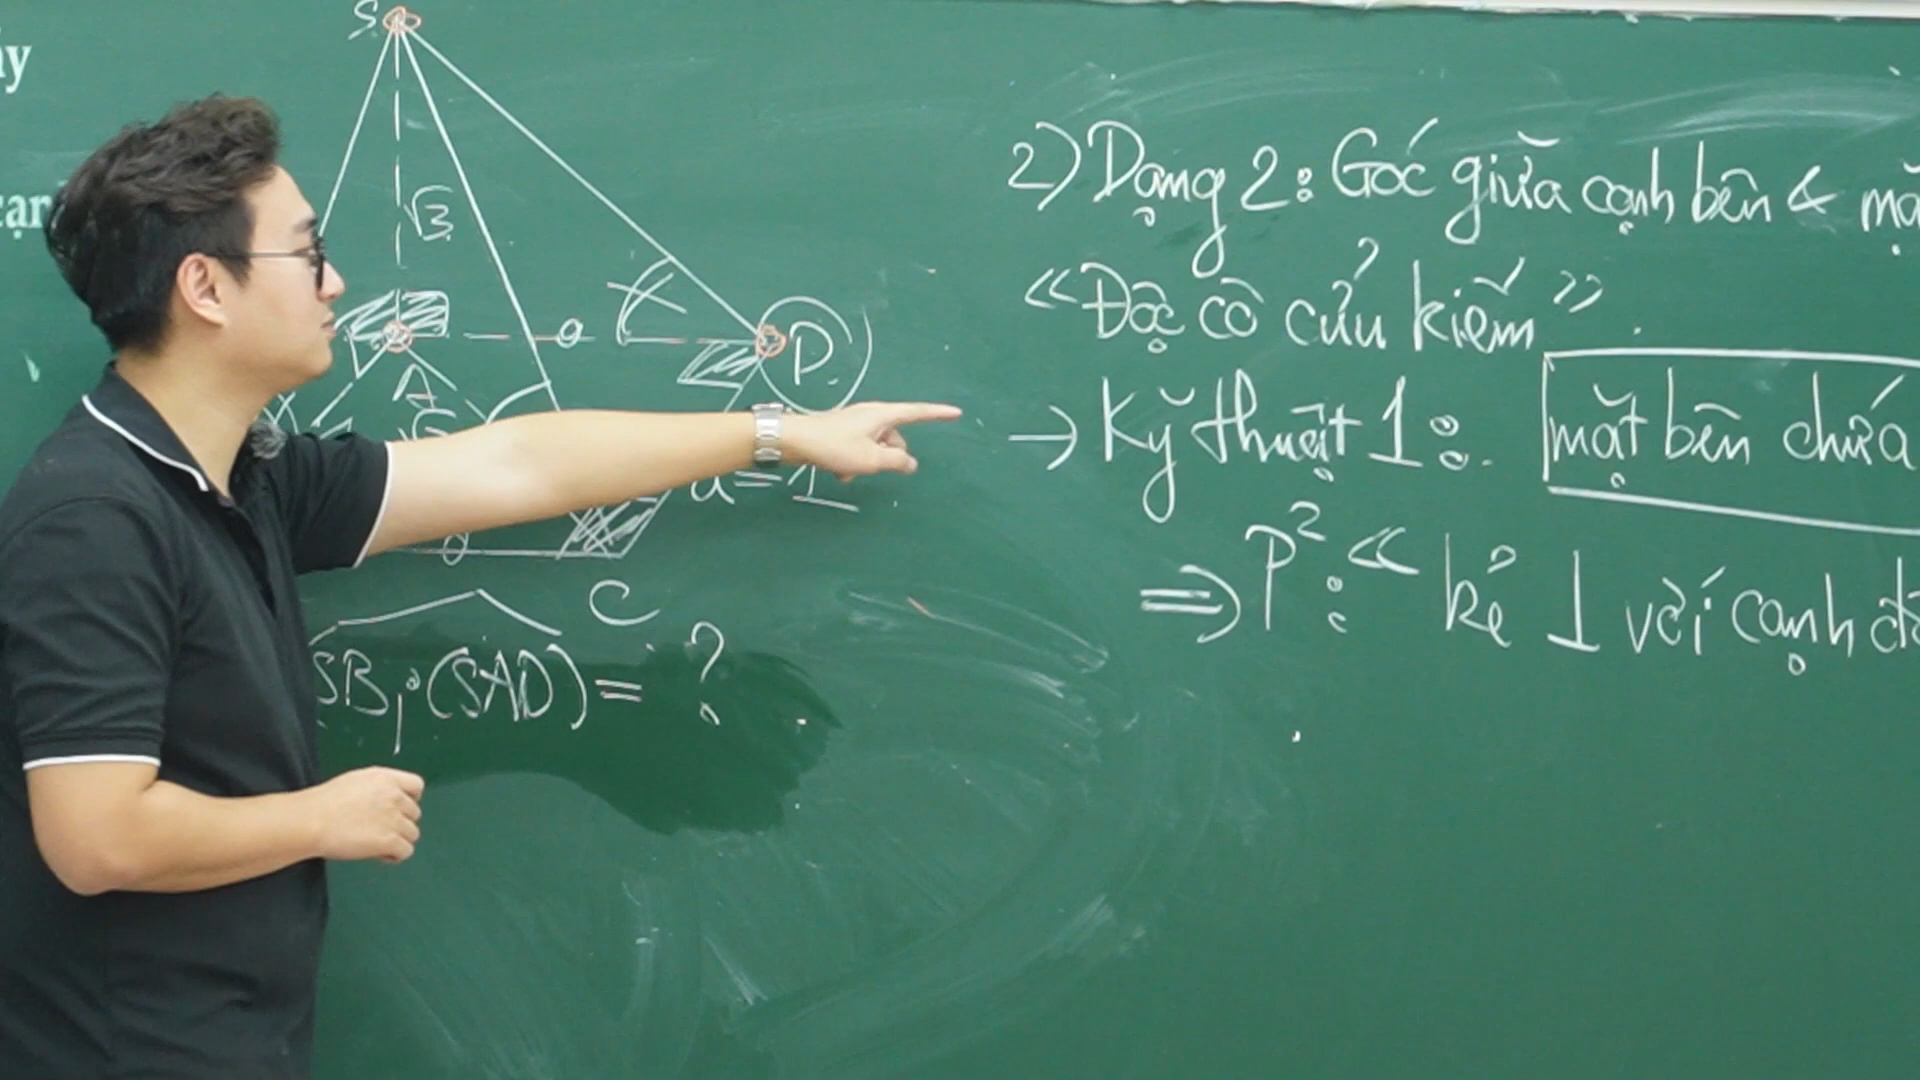 S
√3
A
D
a = 1
C
SB; (SAD) = ?
2) Dạng 2: Góc giữa cạnh bên &
«Độc cô cửu kiếm».
→ Kỹ thuật 1:
mặt bên chứa
⇒ P²: « kẻ ⊥ với cạnh